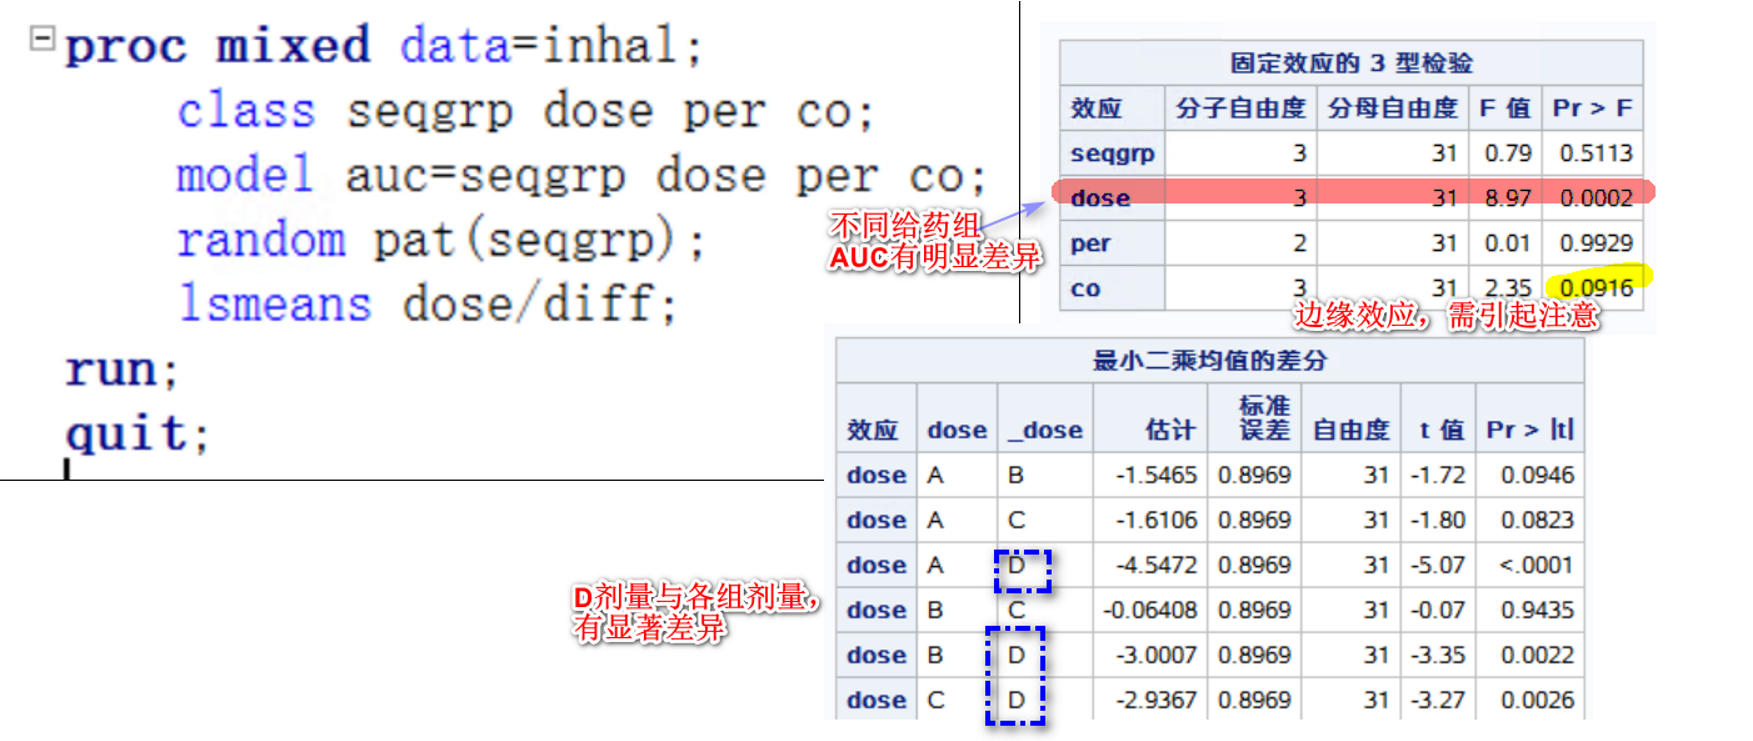 proc mixed data=inhal;
class seqgrp dose per co;
model auc=seqgrp dose per co;
random pat(seqgrp);
lsmeans dose/diff;
run;
quit;
固定效应的 3 型检验
效应 分子自由度 分母自由度 F 值 Pr > F
seqgrp 3 31 0.79 0.5113
dose 3 31 8.97 0.0002
per 2 31 0.01 0.9929
co 3 31 2.35 0.0916
不同给药组
AUC有明显差异
边缘效应，需引起注意
最小二乘均值的差分
效应 dose _dose 估计 标准误差 自由度 t 值 Pr > |t|
dose A B -1.5465 0.8969 31 -1.72 0.0946
dose A C -1.6106 0.8969 31 -1.80 0.0823
dose A D -4.5472 0.8969 31 -5.07 <.0001
dose B C -0.06408 0.8969 31 -0.07 0.9435
dose B D -3.0007 0.8969 31 -3.35 0.0022
dose C D -2.9367 0.8969 31 -3.27 0.0026
D剂量与各组剂量，
有显著差异